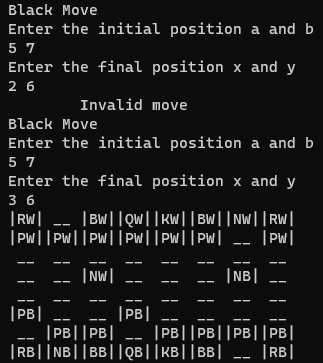 Black Move
Enter the initial position a and b
5 7
Enter the final position x and y
2 6
Invalid move
Black Move
Enter the initial position a and b
5 7
Enter the final position x and y
3 6
|RW| __ |BW||QW||KW||BW||NW||RW|
|PW||PW||PW||PW||PW||PW| __ |PW|
__ __ __ __ __ __ __ __
__ __ |NW| __ __ __ |NB| __
__ __ __ __ __ __ __ __
|PB| __ __ |PB| __ __ __ __
__ |PB||PB| __ |PB||PB||PB||PB|
|RB||NB||BB||QB||KB||BB| __ |RB|